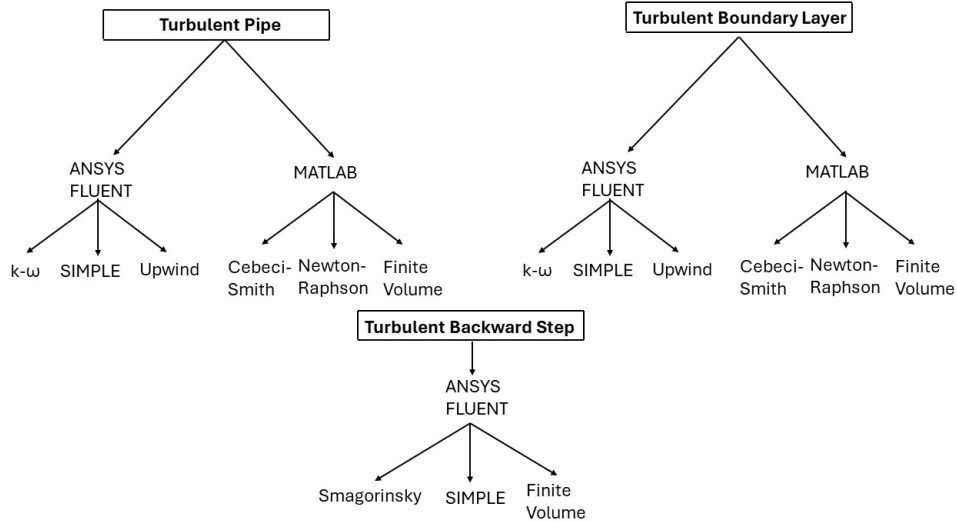 Turbulent Pipe
ANSYS
FLUENT
MATLAB
k-ω
SIMPLE
Upwind
Cebeci-
Smith
Newton-
Raphson
Finite
Volume
Turbulent Boundary Layer
ANSYS
FLUENT
MATLAB
k-ω
SIMPLE
Upwind
Cebeci-
Smith
Newton-
Raphson
Finite
Volume
Turbulent Backward Step
ANSYS
FLUENT
Smagorinsky
SIMPLE
Finite
Volume